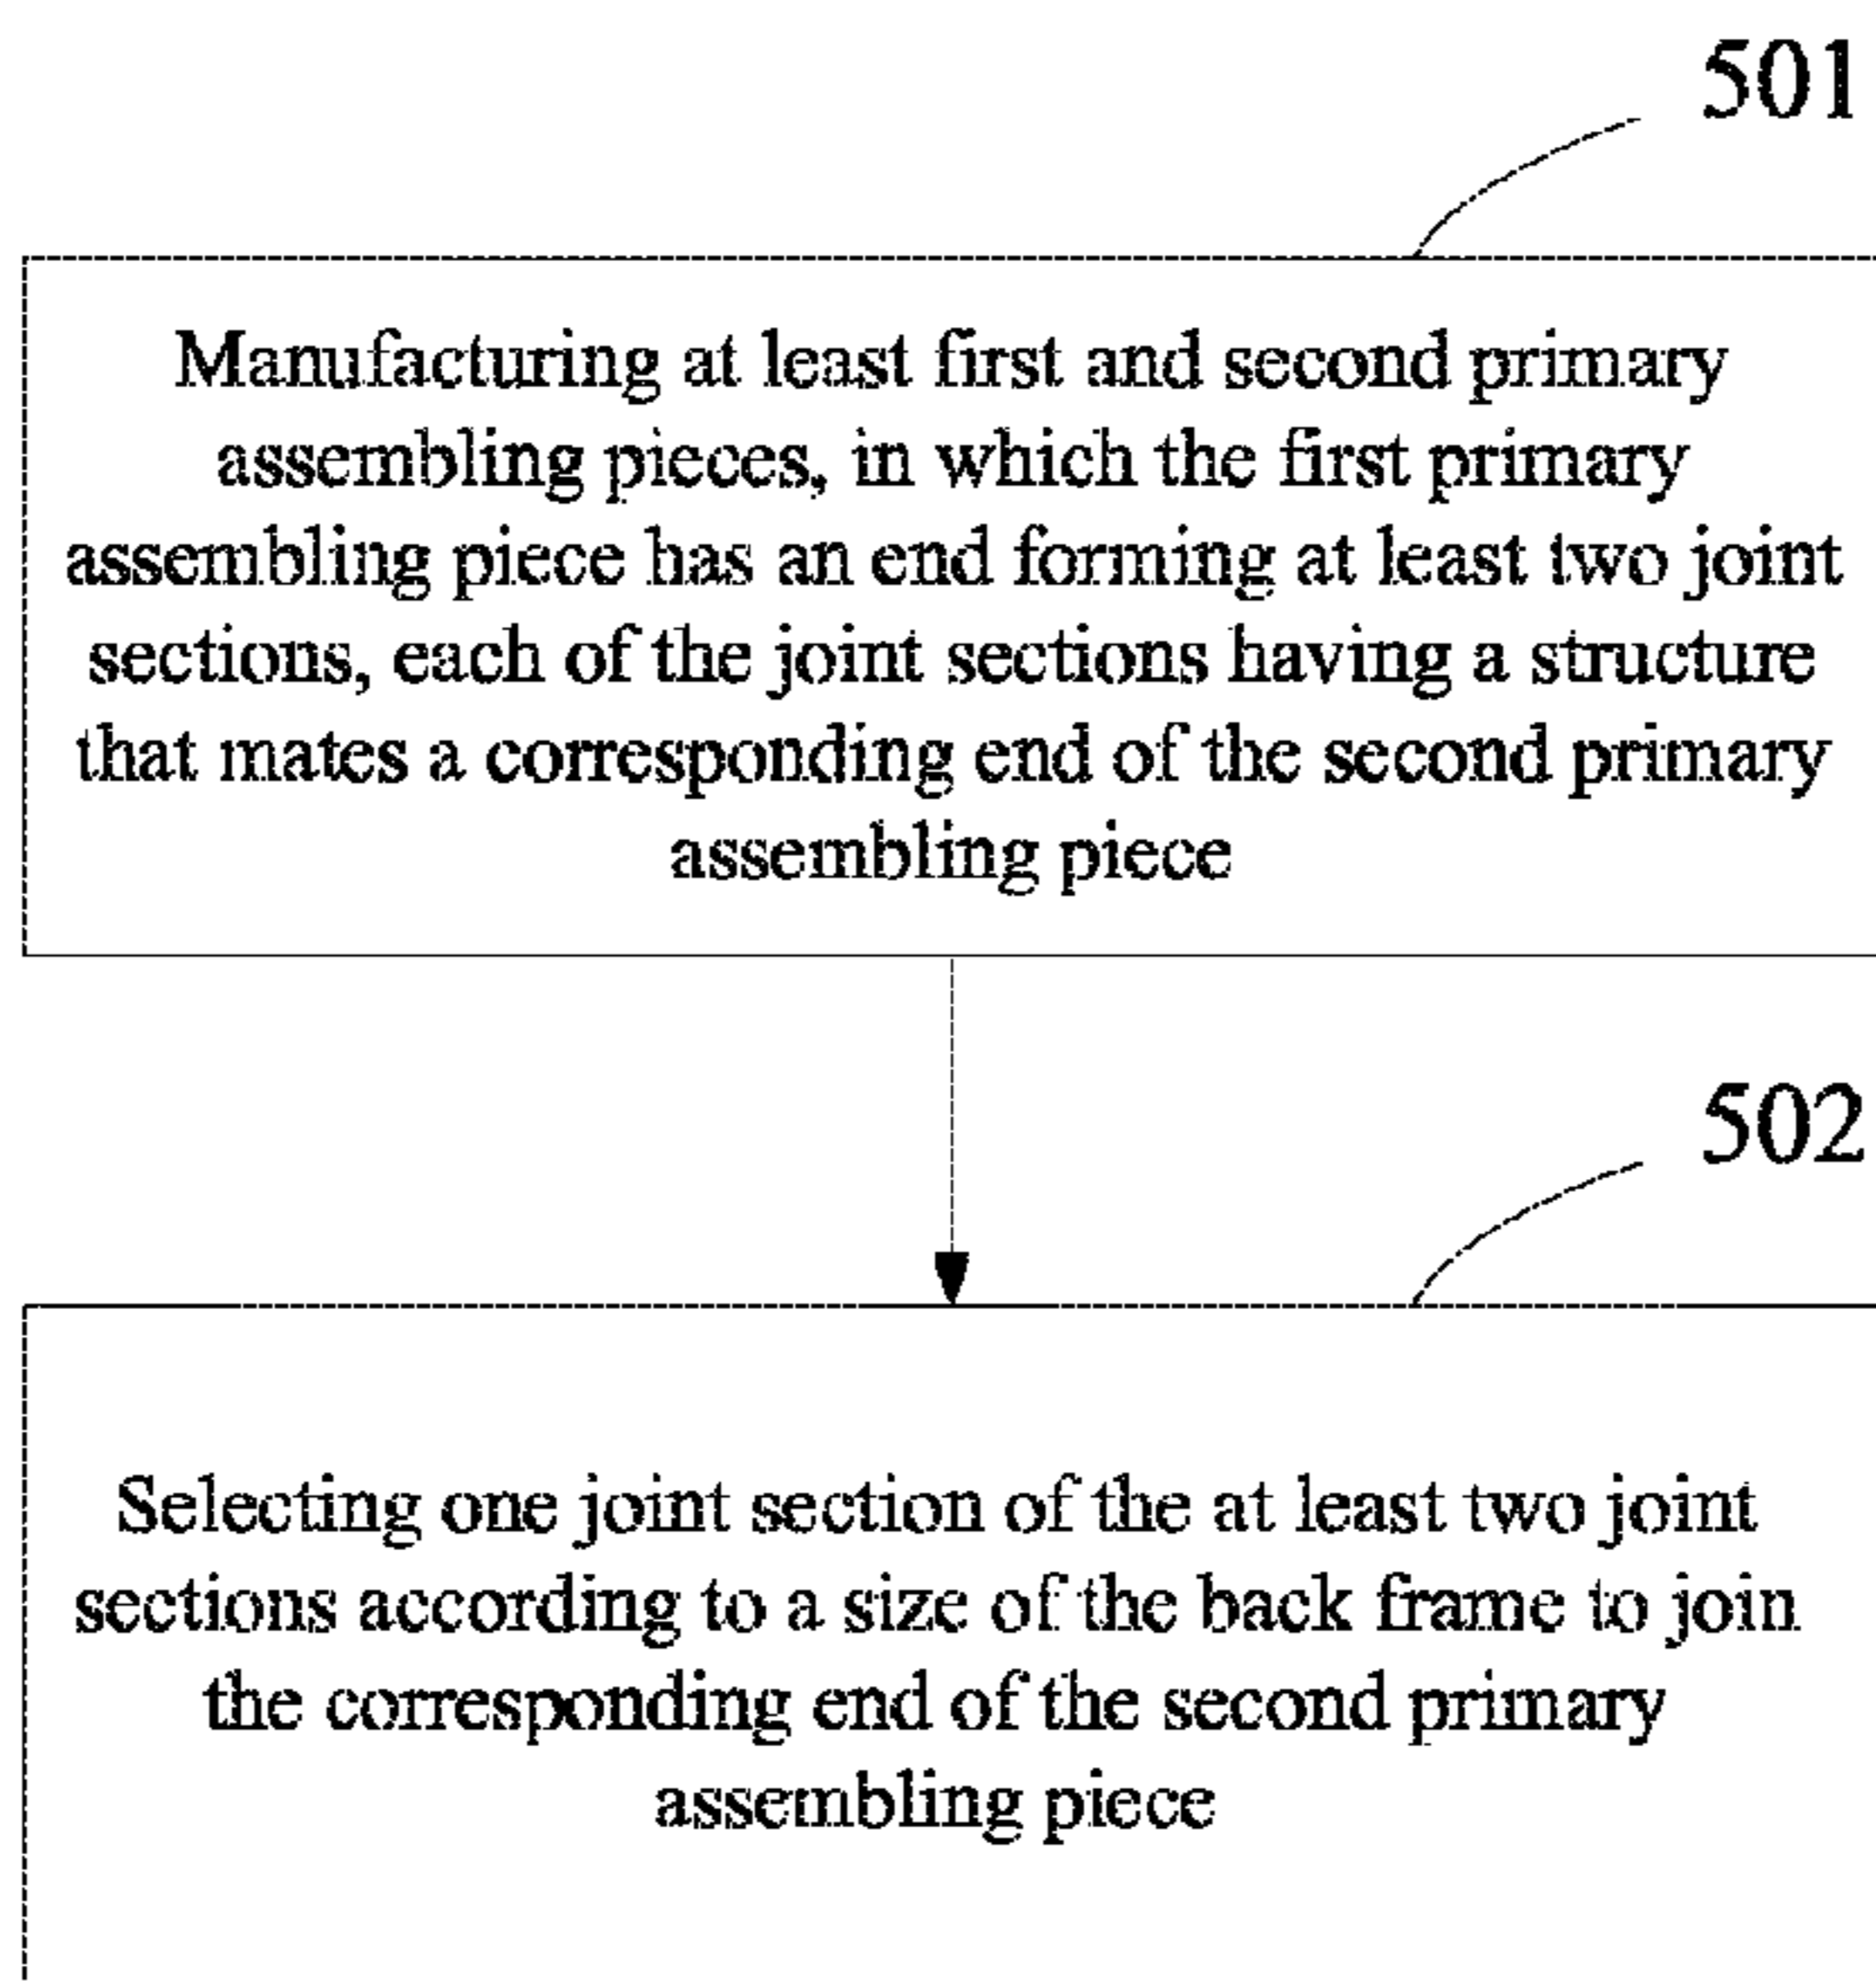 501
Manufacturing at least first and second primary
assembling pieces, in which the first primary
assembling piece has an end forming at least two joint
sections, each of the joint sections having a structure
that mates a corresponding end of the second primary
assembling piece
502
Selecting one joint section of the at least two joint
sections according to a size of the back frame to join
the corresponding end of the second primary
assembling piece